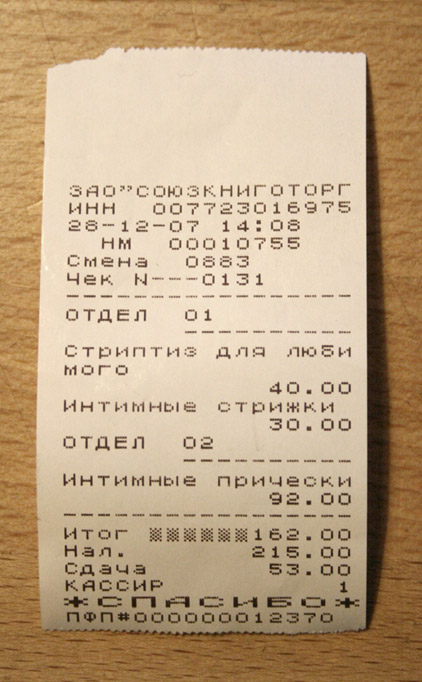 ЗАО"СОЮЗКНИГОТОРГ
ИНН 007723016975
28-12-07 14:08
НМ 00010755
Смена 0883
Чек N---0131
ОТДЕЛ 01
Стриптиз для люби
мого
40.00
Интимные стрижки
30.00
ОТДЕЛ 02
Интимные прически
92.00
Итог ▒▒▒▒▒▒162.00
Нал. 215.00
Сдача 53.00
КАССИР 1
*СПАСИБО*
ПФП#000000012370